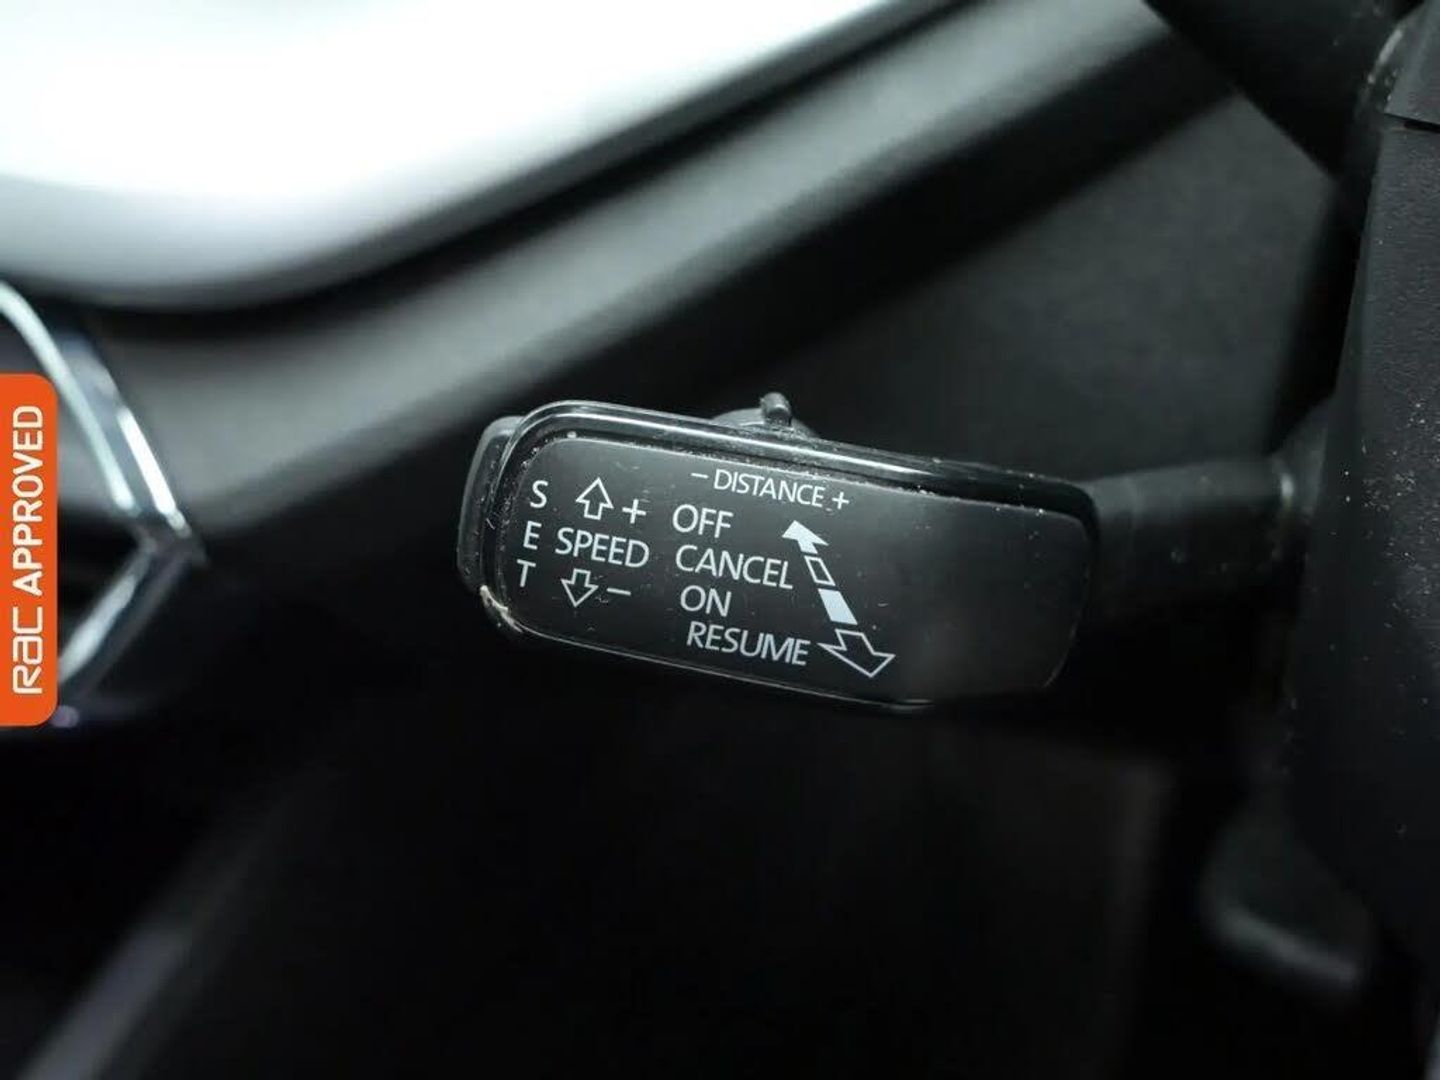 RAC APPROVED
- DISTANCE +
S + OFF
E SPEED CANCEL
T - ON
RESUME